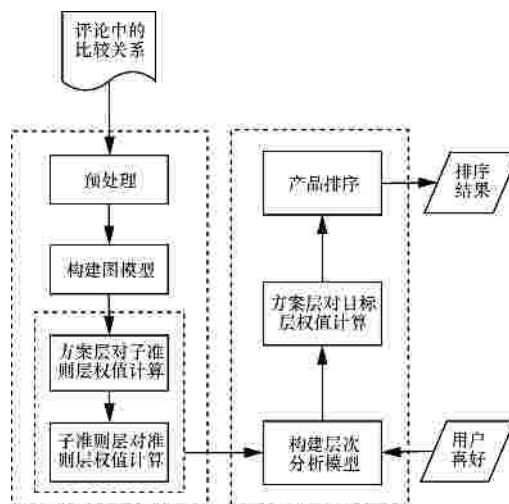 评论中的
比较关系
预处理
构建图模型
方案层对子准
则层权值计算
子准则层对准
则层权值计算
产品排序
排序
结果
方案层对目标
层权值计算
构建层次
分析模型
用户
喜好